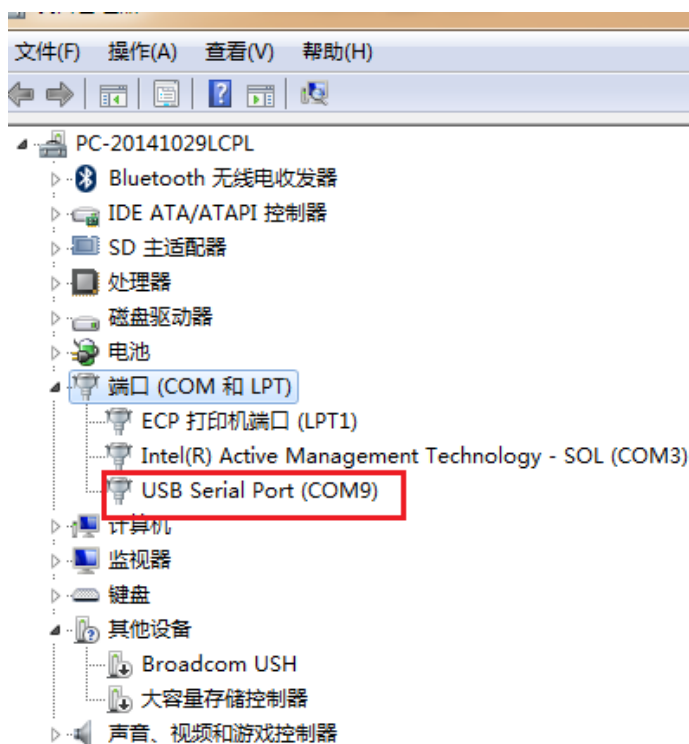 文件(F) 操作(A) 查看(V) 帮助(H)
PC-20141029LCPL
Bluetooth 无线电收发器
IDE ATA/ATAPI 控制器
SD 主适配器
处理器
磁盘驱动器
电池
端口 (COM 和 LPT)
ECP 打印机端口 (LPT1)
Intel(R) Active Management Technology - SOL (COM3)
USB Serial Port (COM9)
计算机
监视器
键盘
其他设备
Broadcom USH
大容量存储控制器
声音、视频和游戏控制器